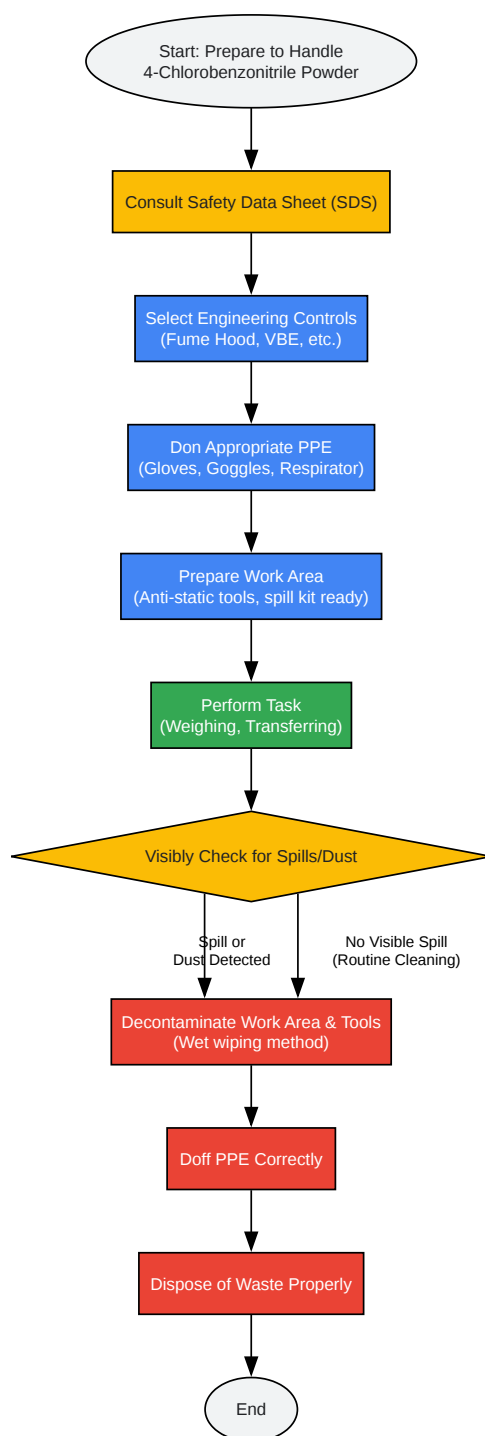 Start: Prepare to Handle
4-Chlorobenzonitrile Powder
Consult Safety Data Sheet (SDS)
Select Engineering Controls
(Fume Hood, VBE, etc.)
Don Appropriate PPE
(Gloves, Goggles, Respirator)
Prepare Work Area
(Anti-static tools, spill kit ready)
Perform Task
(Weighing, Transferring)
Visibly Check for Spills/Dust
Spill or
Dust Detected
No Visible Spill
(Routine Cleaning)
Decontaminate Work Area & Tools
(Wet wiping method)
Doff PPE Correctly
Dispose of Waste Properly
End